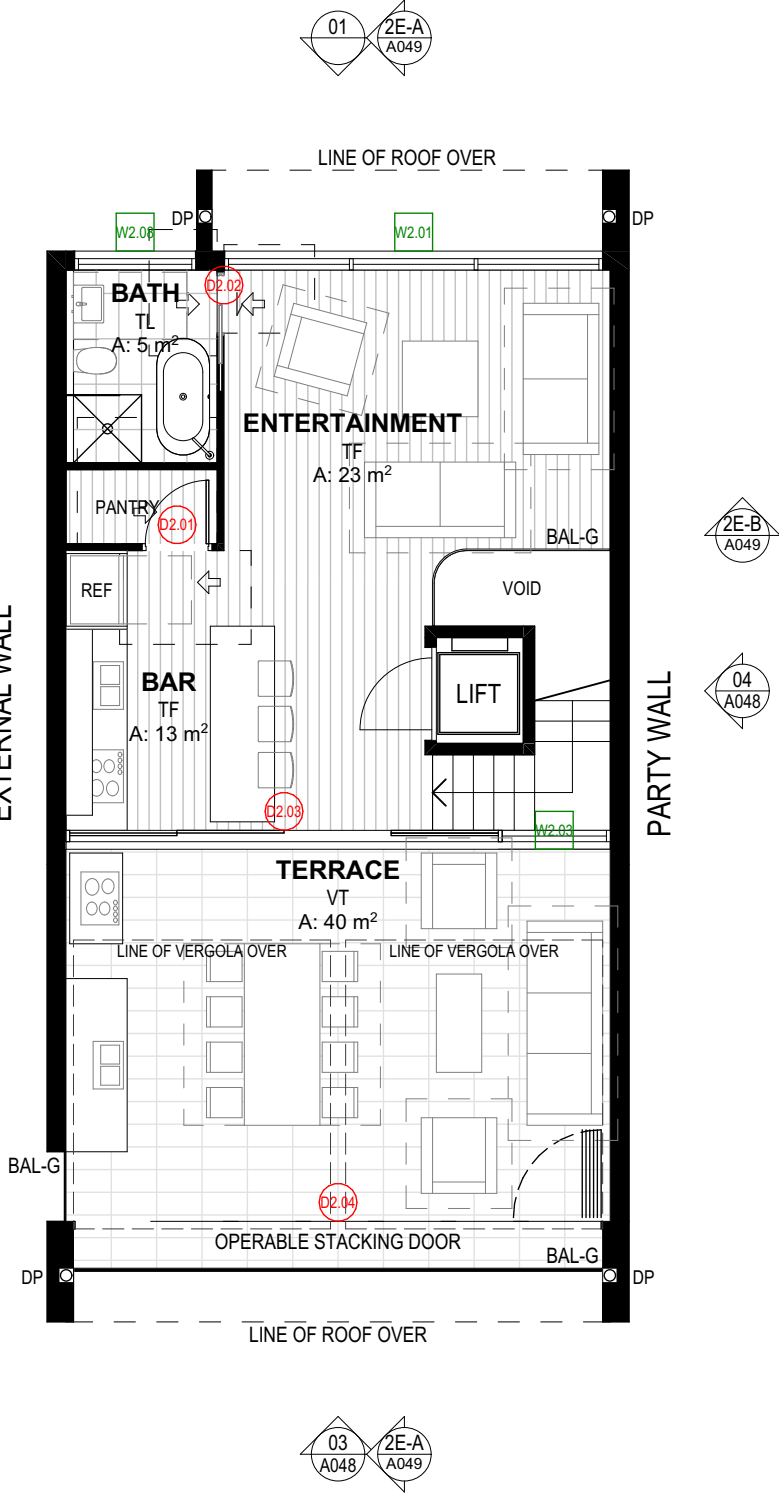 01
2E-A
A049
LINE OF ROOF OVER
DP
DP
W2.08
W2.01
D2.02
BATH
TL
A: 5 m²
ENTERTAINMENT
TF
A: 23 m²
PANTRY
D2.01
BAL-G
2E-B
A049
REF
VOID
EXTERNAL WALL
BAR
TF
A: 13 m²
LIFT
04
A048
PARTY WALL
D2.03
W2.03
TERRACE
VT
A: 40 m²
LINE OF VERGOLA OVER
LINE OF VERGOLA OVER
BAL-G
D2.04
OPERABLE STACKING DOOR
BAL-G
DP
DP
LINE OF ROOF OVER
03
A048
2E-A
A049